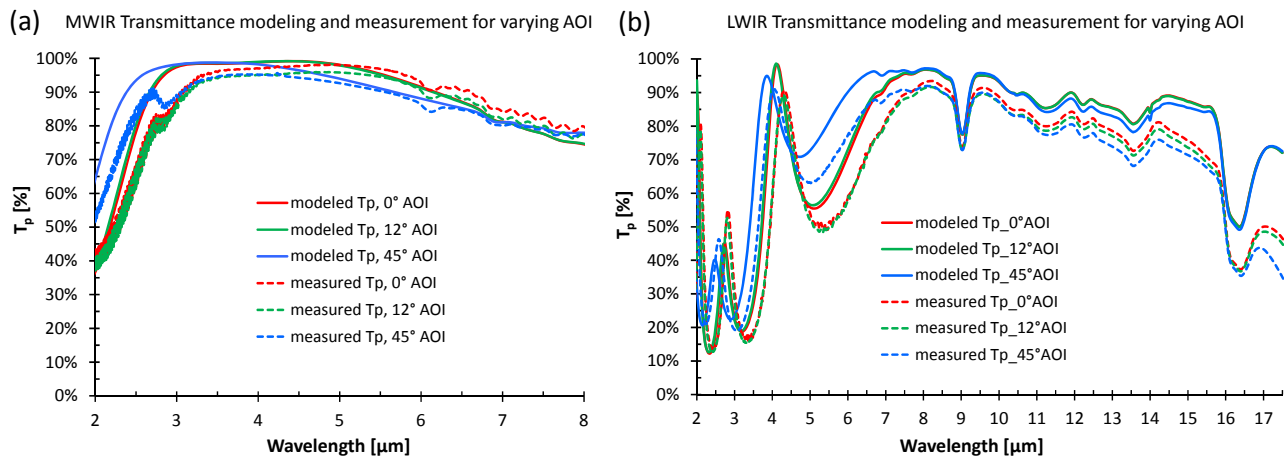 (a)
MWIR Transmittance modeling and measurement for varying AOI
100%
90%
80%
70%
60%
50%
40%
30%
20%
10%
0%
Tp [%]
modeled Tp, 0° AOI
modeled Tp, 12° AOI
modeled Tp, 45° AOI
measured Tp, 0° AOI
measured Tp, 12° AOI
measured Tp, 45° AOI
2 3 4 5 6 7 8
Wavelength [µm]
(b)
LWIR Transmittance modeling and measurement for varying AOI
100%
90%
80%
70%
60%
50%
40%
30%
20%
10%
0%
Tp [%]
modeled Tp_0°AOI
modeled Tp_12°AOI
modeled Tp_45°AOI
measured Tp_0°AOI
measured Tp_12°AOI
measured Tp_45°AOI
2 3 4 5 6 7 8 9 10 11 12 13 14 15 16 17
Wavelength [µm]